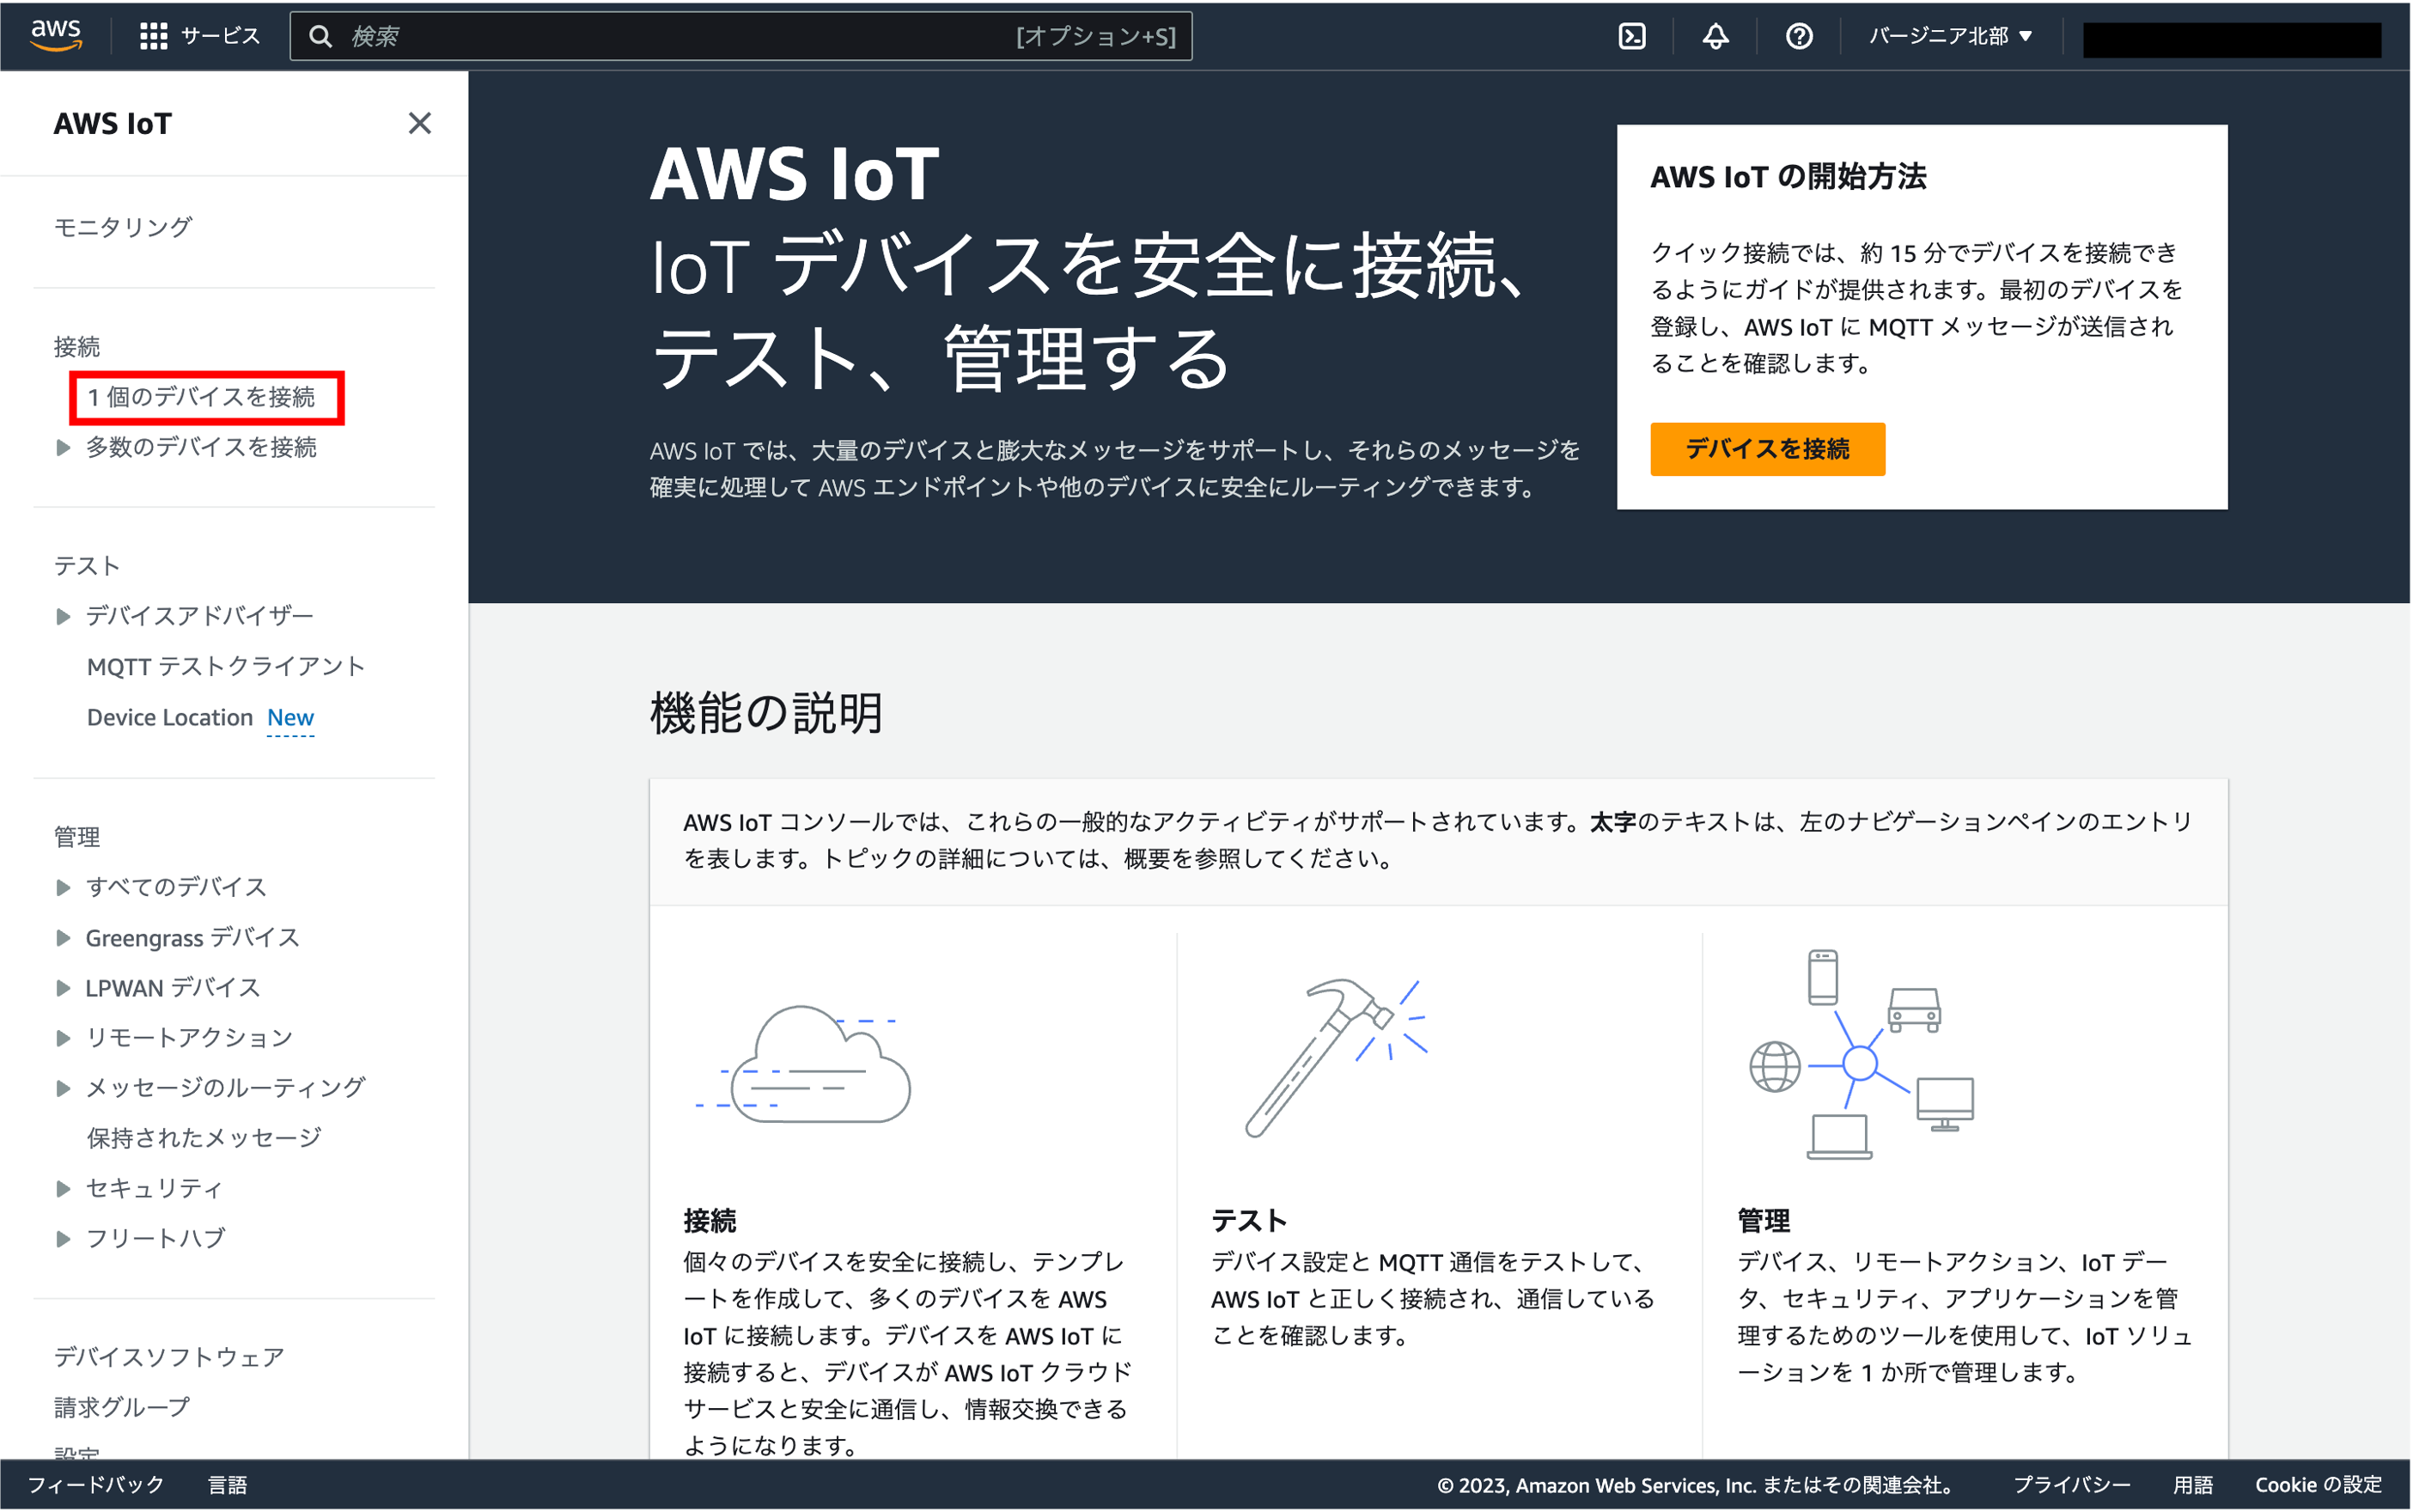 aws
サービス
検索
[オプション+S]
バージニア北部
AWS IoT
モニタリング
接続
1 個のデバイスを接続
多数のデバイスを接続
テスト
デバイスアドバイザー
MQTT テストクライアント
Device Location New
管理
すべてのデバイス
Greengrass デバイス
LPWAN デバイス
リモートアクション
メッセージのルーティング
保持されたメッセージ
セキュリティ
フリートハブ
デバイスソフトウェア
請求グループ
設定
AWS IoT
IoT デバイスを安全に接続、
テスト、管理する
AWS IoT では、大量のデバイスと膨大なメッセージをサポートし、それらのメッセージを
確実に処理して AWS エンドポイントや他のデバイスに安全にルーティングできます。
AWS IoT の開始方法
クイック接続では、約 15 分でデバイスを接続でき
るようにガイドが提供されます。最初のデバイスを
登録し、AWS IoT に MQTT メッセージが送信され
ることを確認します。
デバイスを接続
機能の説明
AWS IoT コンソールでは、これらの一般的なアクティビティがサポートされています。太字のテキストは、左のナビゲーションペインのエントリ
を表します。トピックの詳細については、概要を参照してください。
接続
個々のデバイスを安全に接続し、テンプレ
ートを作成して、多くのデバイスを AWS
IoT に接続します。デバイスを AWS IoT に
接続すると、デバイスが AWS IoT クラウド
サービスと安全に通信し、情報交換できる
ようになります。
テスト
デバイス設定と MQTT 通信をテストして、
AWS IoT と正しく接続され、通信している
ことを確認します。
管理
デバイス、リモートアクション、IoT デー
タ、セキュリティ、アプリケーションを管
理するためのツールを使用して、IoT ソリュ
ーションを 1 か所で管理します。
フィードバック
言語
© 2023, Amazon Web Services, Inc. またはその関連会社。
プライバシー
用語
Cookie の設定